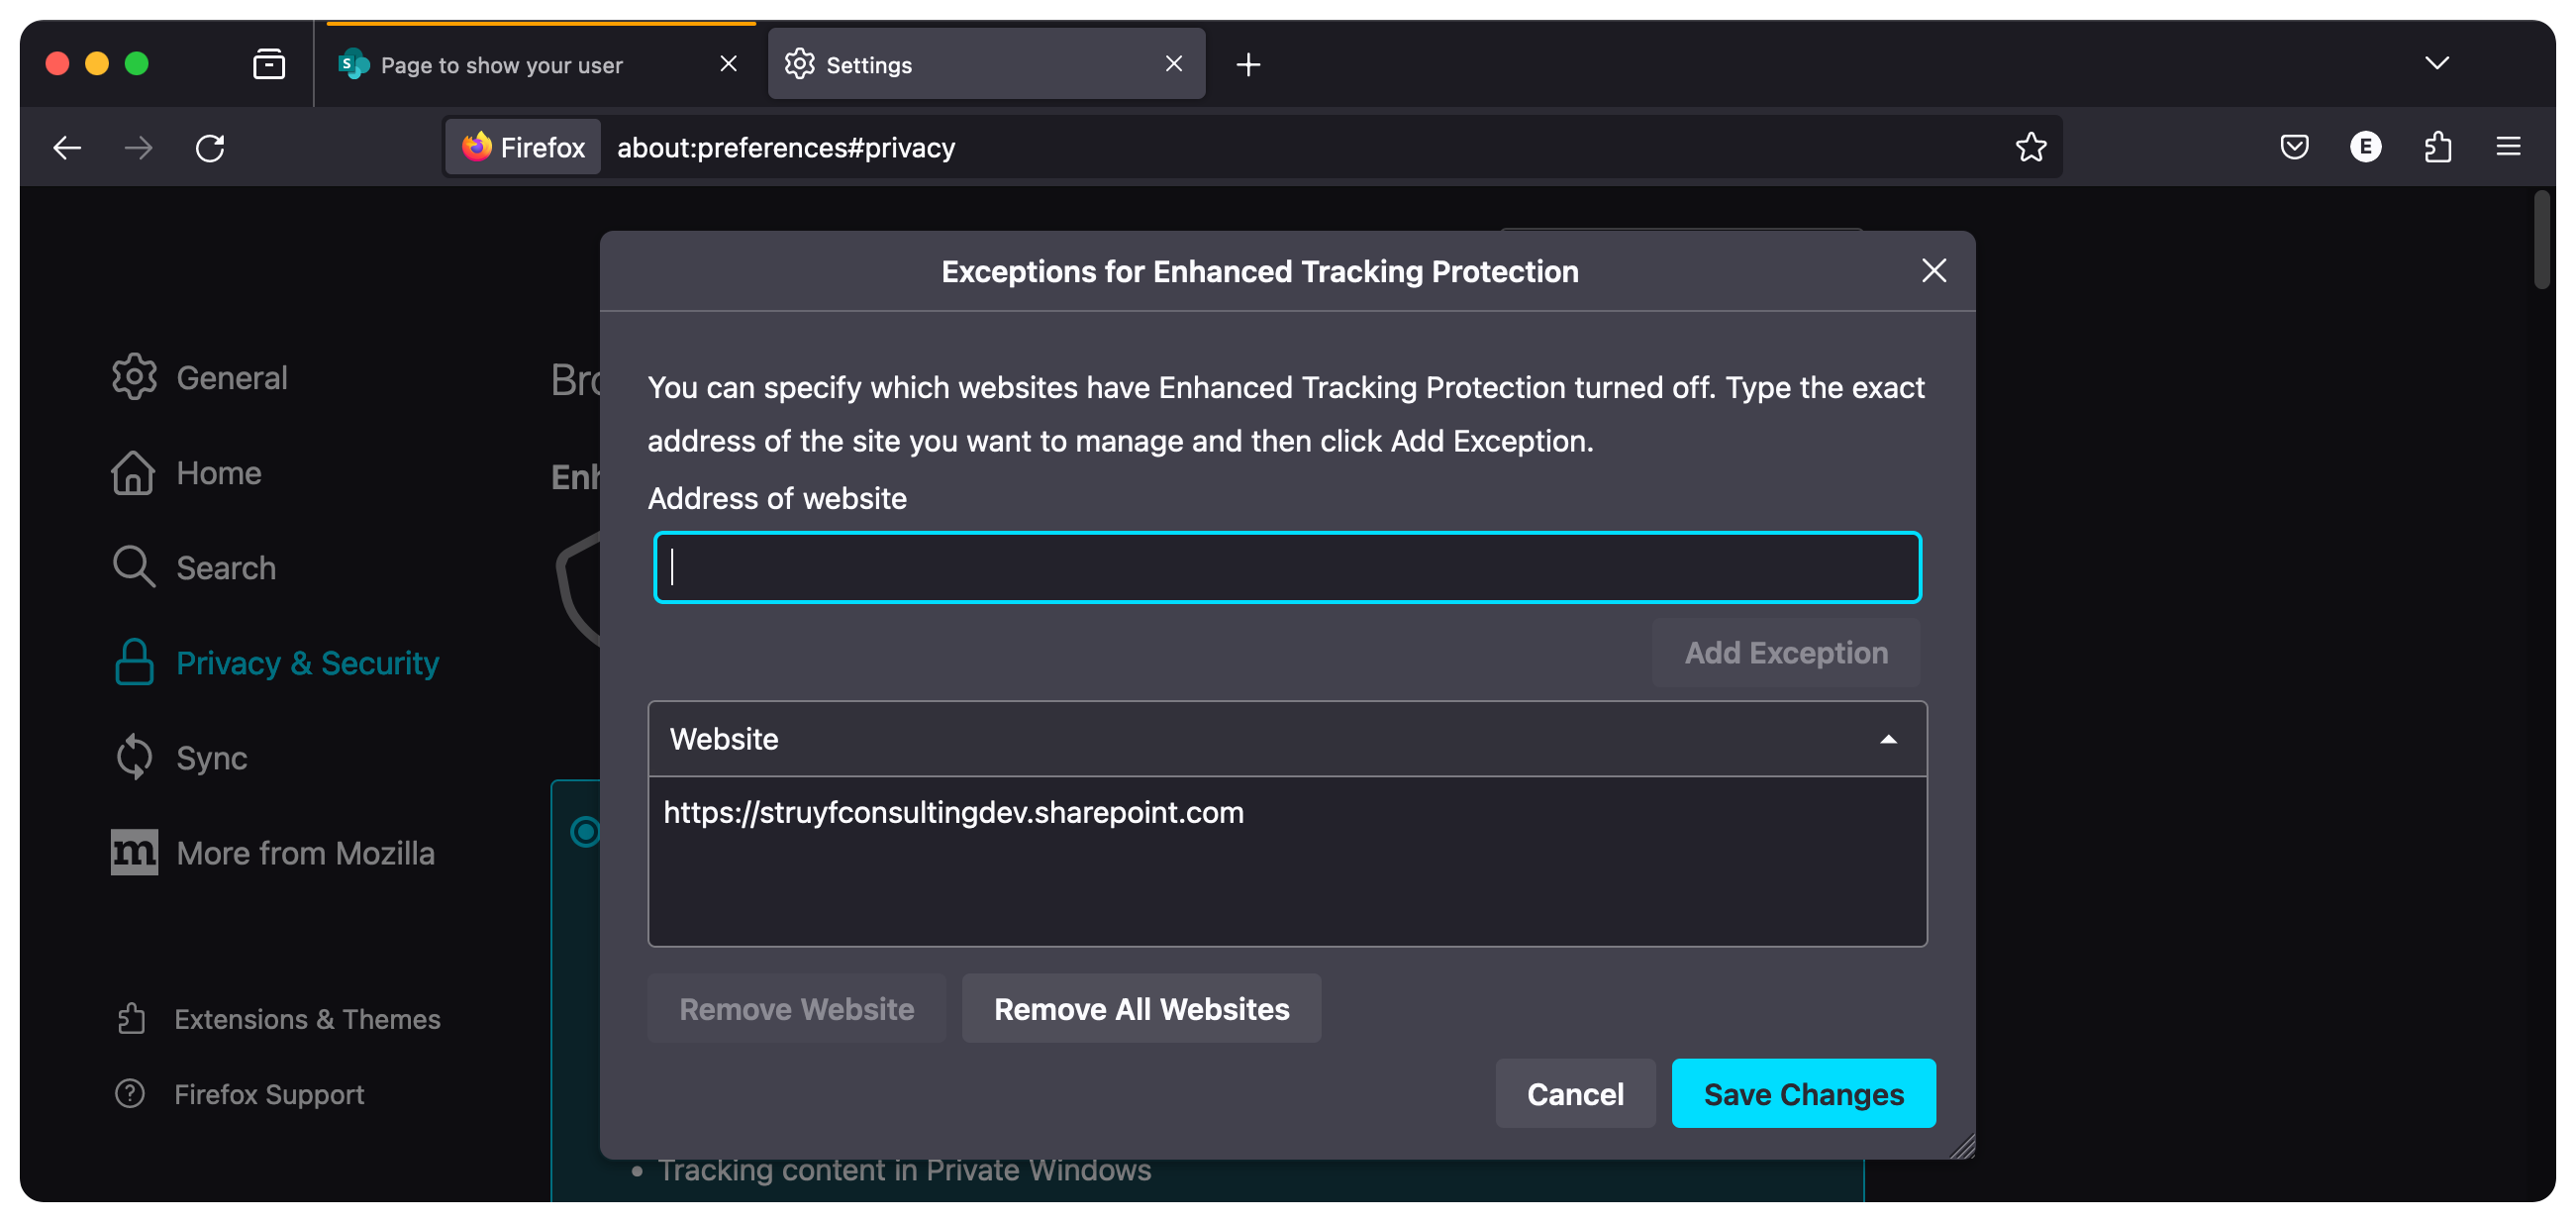 Page to show your user
Settings
Firefox
about:preferences#privacy
E
Exceptions for Enhanced Tracking Protection
General
Home
Search
Privacy & Security
Sync
m
More from Mozilla
Extensions & Themes
Firefox Support
Bro
Enh
You can specify which websites have Enhanced Tracking Protection turned off. Type the exact
address of the site you want to manage and then click Add Exception.
Address of website
Add Exception
Website
https://struyfconsultingdev.sharepoint.com
Remove Website
Remove All Websites
Cancel
Save Changes
Tracking content in Private Windows